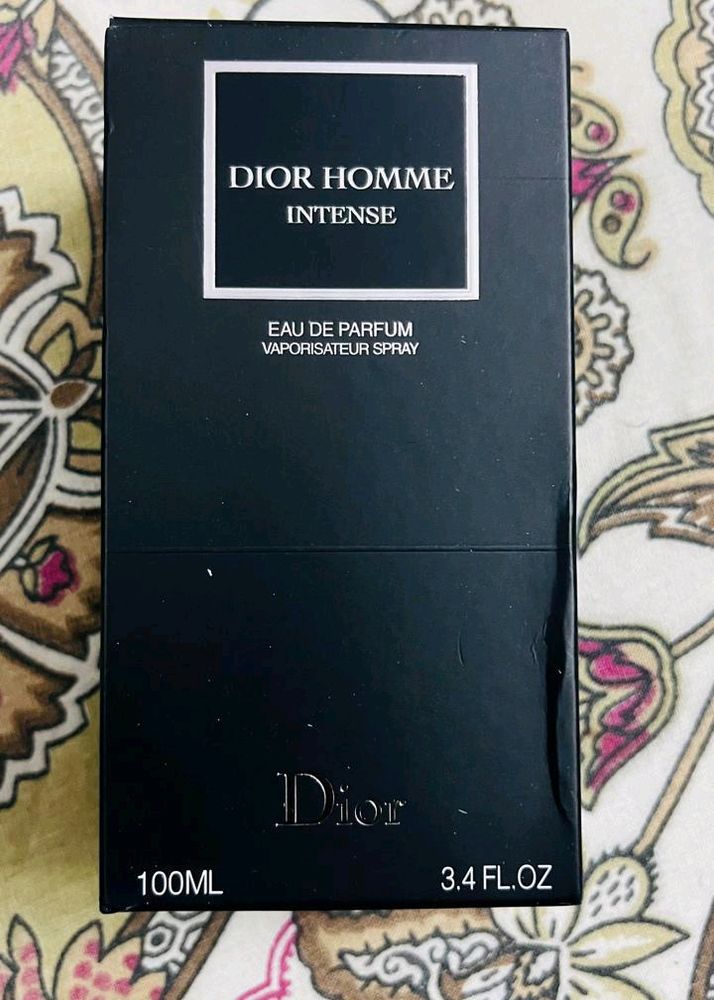 DIOR HOMME
INTENSE
EAU DE PARFUM
VAPORISATEUR SPRAY
Dior
100ML
3.4 FL.OZ